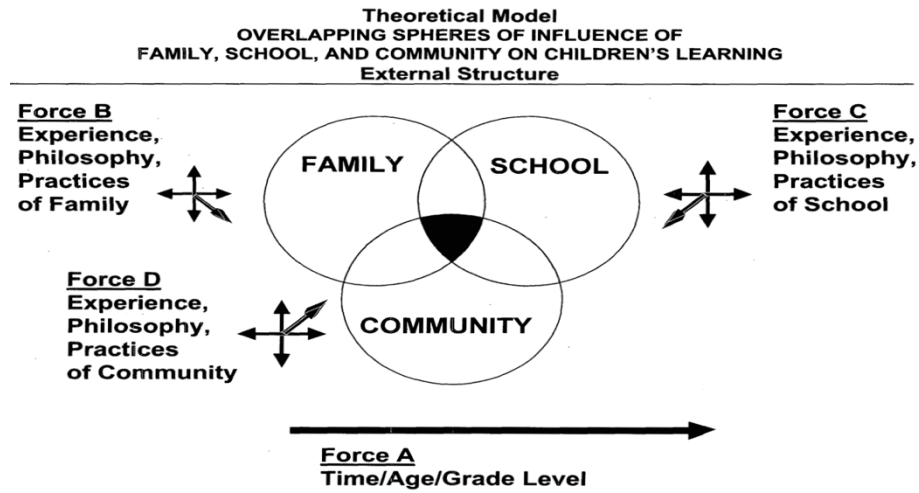 Theoretical Model
OVERLAPPING SPHERES OF INFLUENCE OF
FAMILY, SCHOOL, AND COMMUNITY ON CHILDREN'S LEARNING
External Structure
Force B
Experience,
Philosophy,
Practices
of Family
FAMILY
SCHOOL
Force C
Experience,
Philosophy,
Practices
of School
Force D
Experience,
Philosophy,
Practices
of Community
COMMUNITY
Force A
Time/Age/Grade Level